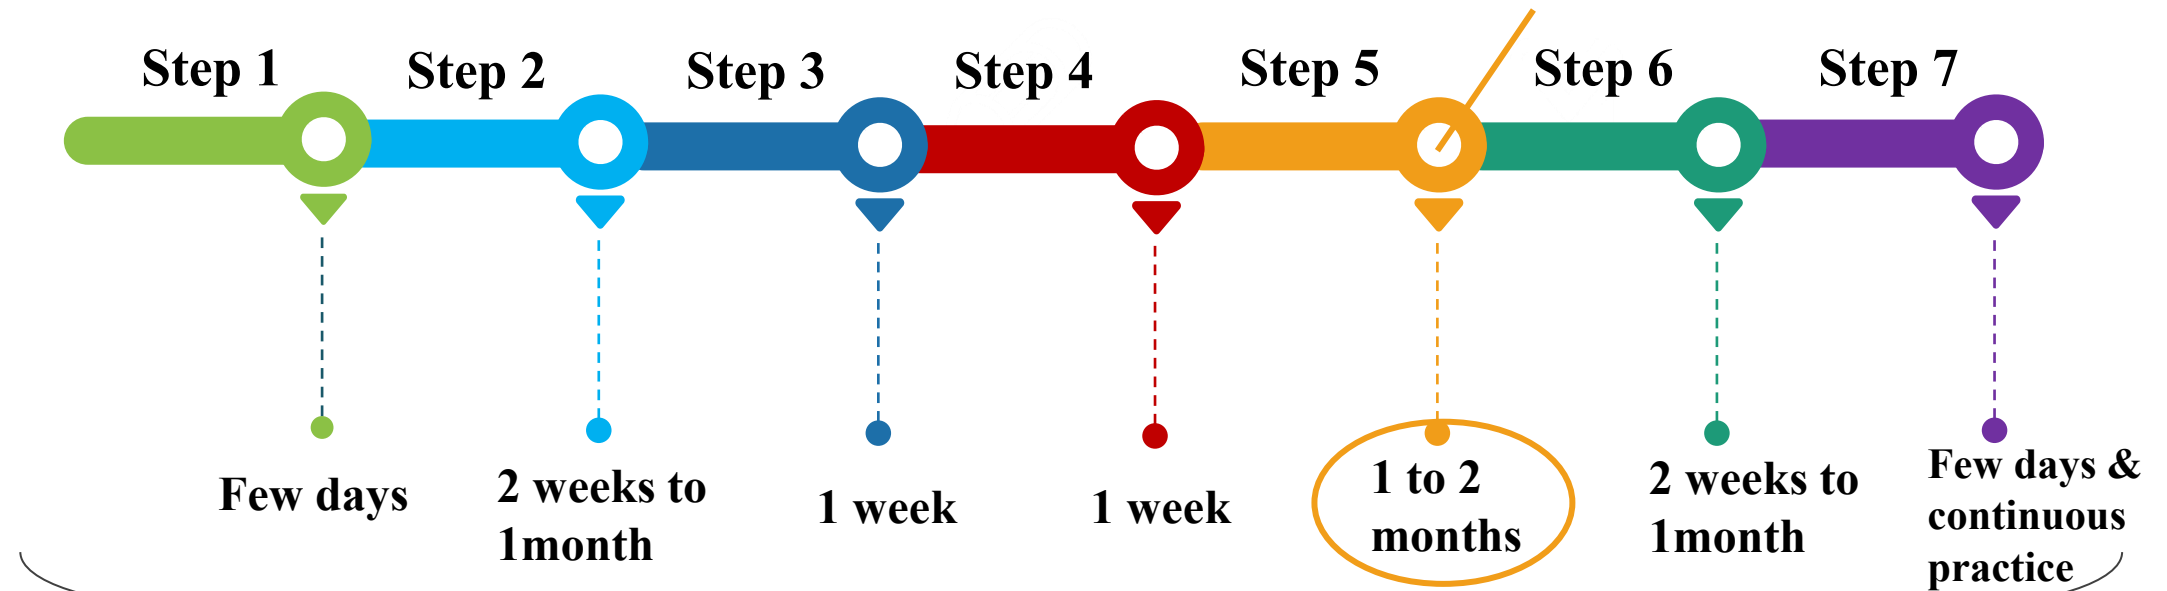 Step 1
Step 2
Step 3
Step 4
Step 5
Step 6
Step 7
Few days
2 weeks to
1month
1 week
1 week
1 to 2
months
2 weeks to
1month
Few days &
continuous
practice